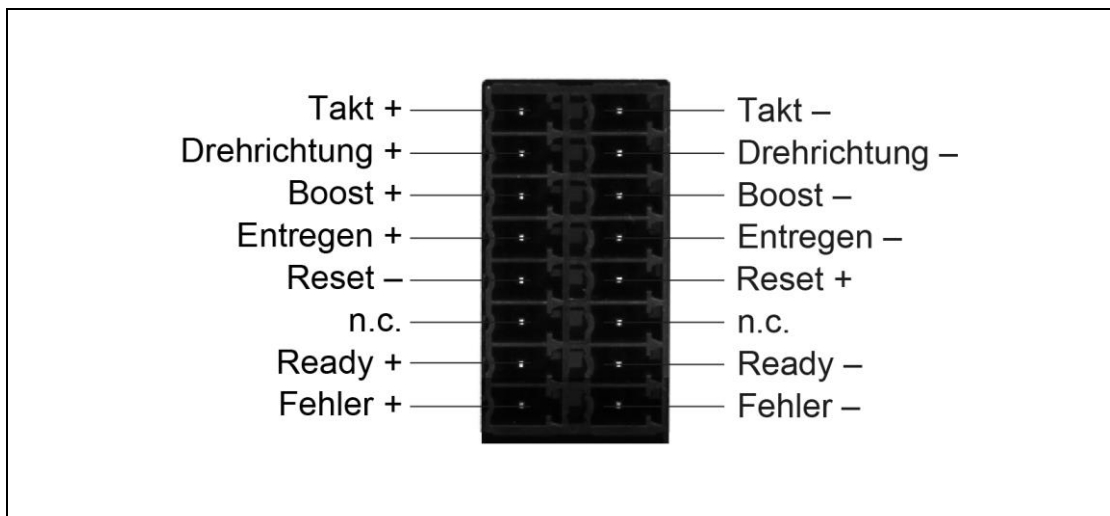 Takt + Takt –
Drehrichtung + Drehrichtung –
Boost + Boost –
Entregen + Entregen –
Reset – Reset +
n.c. n.c.
Ready + Ready –
Fehler + Fehler –